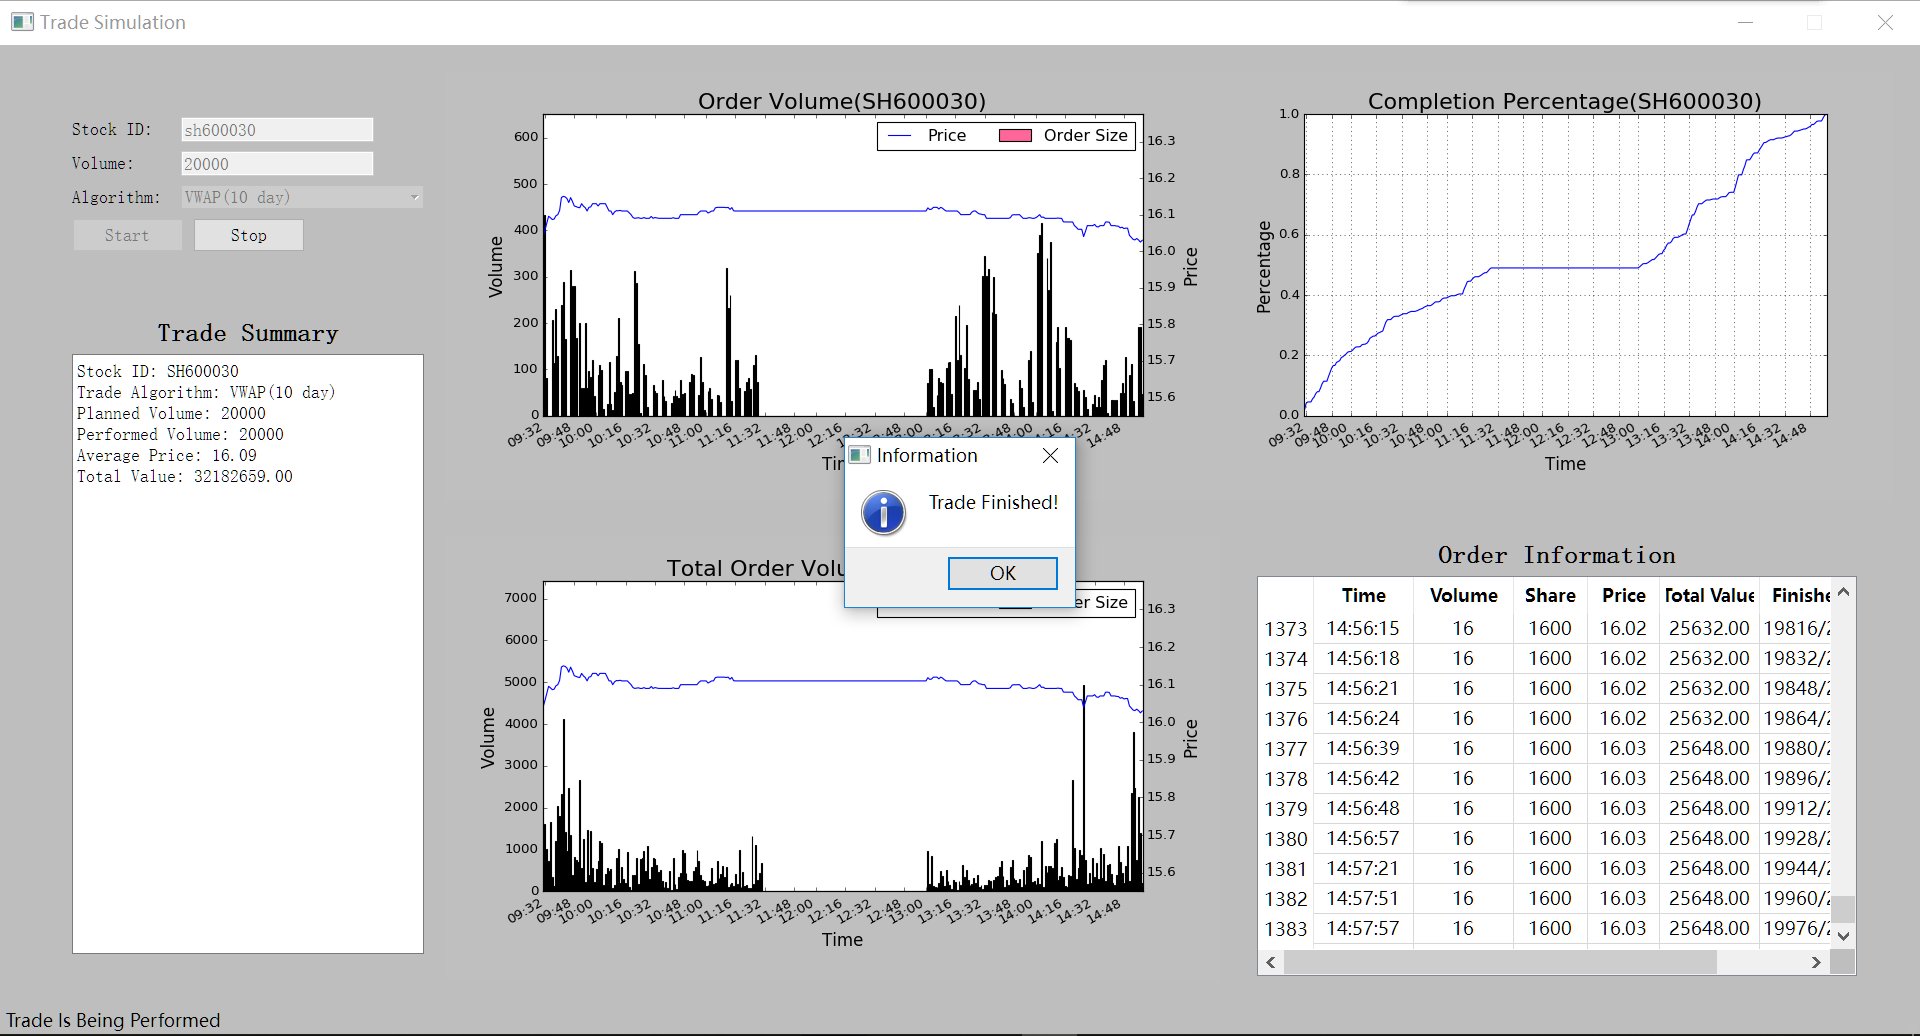 Trade Simulation
Stock ID: sh600030
Volume: 20000
Algorithm: VWAP(10 day)
Start Stop
Trade Summary
Stock ID: SH600030
Trade Algorithm: VWAP(10 day)
Planned Volume: 20000
Performed Volume: 20000
Average Price: 16.09
Total Value: 32182659.00
Order Volume(SH600030)
Price Order Size
600
500
400
300
200
100
0
Volume
16.3
16.2
16.1
16.0
15.9
15.8
15.7
15.6
Price
09:32 09:48 10:00 10:16 10:32 10:48 11:00 11:16 11:32 11:48 12:00 12:16 12:32 12:48 13:00 13:16 13:32 13:48 14:00 14:16 14:32 14:48
Completion Percentage(SH600030)
1.0
0.8
0.6
0.4
0.2
0.0
Percentage
09:32 09:48 10:00 10:16 10:32 10:48 11:00 11:16 11:32 11:48 12:00 12:16 12:32 12:48 13:00 13:16 13:32 13:48 14:00 14:16 14:32 14:48
Time
Information
Trade Finished!
OK
Total Order
7000
6000
5000
4000
3000
2000
1000
0
Volume
Size
16.3
16.2
16.1
16.0
15.9
15.8
15.7
15.6
Price
09:32 09:48 10:00 10:16 10:32 10:48 11:00 11:16 11:32 11:48 12:00 12:16 12:32 12:48 13:00 13:16 13:32 13:48 14:00 14:16 14:32 14:48
Time
Order Information
Time Volume Share Price Total Value Finishe
1373 14:56:15 16 1600 16.02 25632.00 19816/2
1374 14:56:18 16 1600 16.02 25632.00 19832/2
1375 14:56:21 16 1600 16.02 25632.00 19848/2
1376 14:56:24 16 1600 16.02 25632.00 19864/2
1377 14:56:39 16 1600 16.03 25648.00 19880/2
1378 14:56:42 16 1600 16.03 25648.00 19896/2
1379 14:56:48 16 1600 16.03 25648.00 19912/2
1380 14:56:57 16 1600 16.03 25648.00 19928/2
1381 14:57:21 16 1600 16.03 25648.00 19944/2
1382 14:57:51 16 1600 16.03 25648.00 19960/2
1383 14:57:57 16 1600 16.03 25648.00 19976/2
Trade Is Being Performed